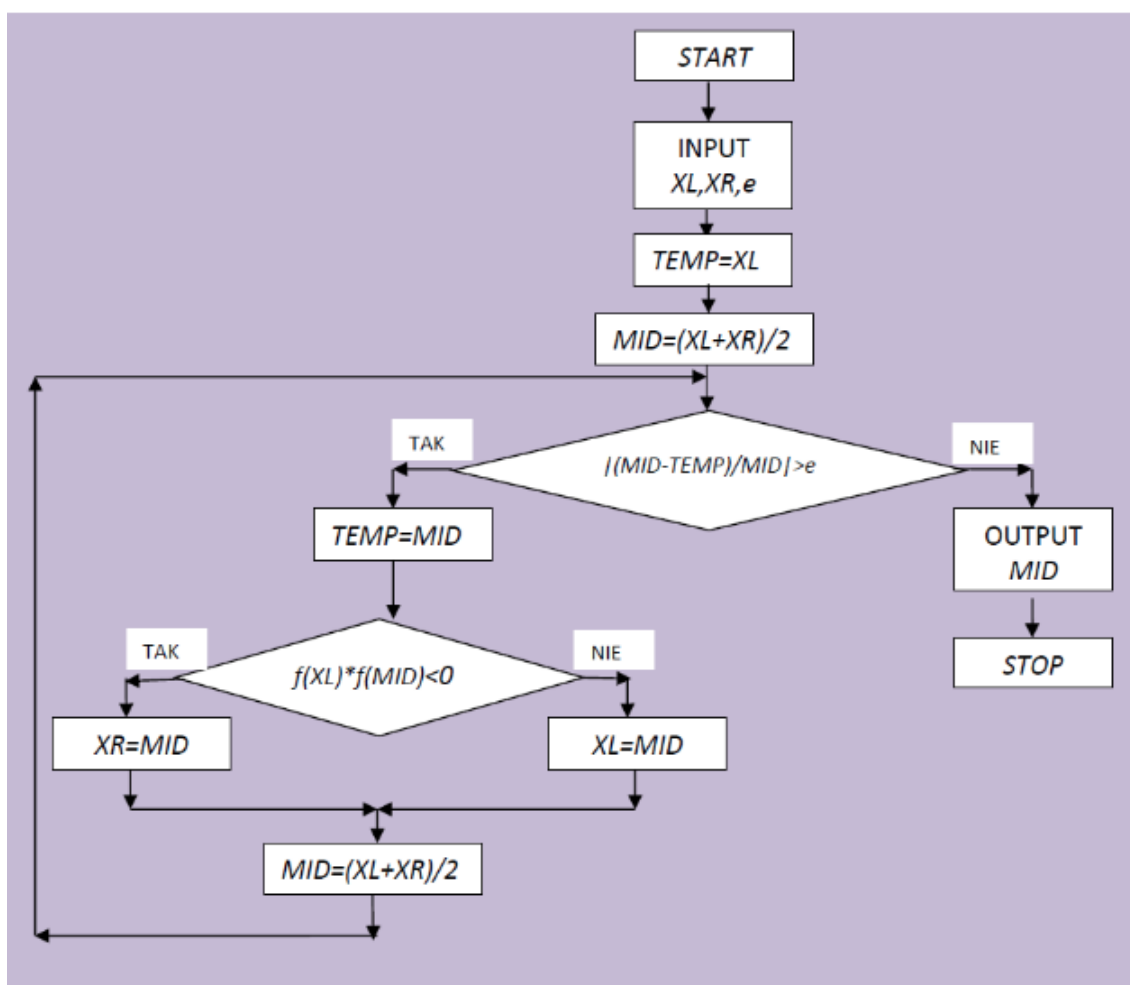 START
INPUT
XL,XR,e
TEMP=XL
MID=(XL+XR)/2
|(MID-TEMP)/MID|>e
TAK
NIE
TEMP=MID
OUTPUT
MID
STOP
f(XL)*f(MID)<0
TAK
NIE
XR=MID
XL=MID
MID=(XL+XR)/2